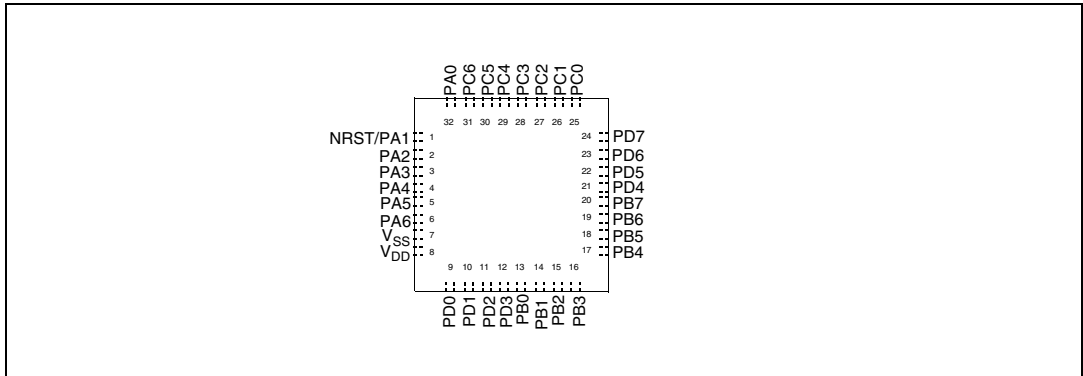 PA0 PC6 PC5 PC4 PC3 PC2 PC1 PC0
32 31 30 29 28 27 26 25
NRST/PA1 1 24 PD7
PA2 2 23 PD6
PA3 3 22 PD5
PA4 4 21 PD4
PA5 5 20 PB7
PA6 6 19 PB6
VSS 7 18 PB5
VDD 8 17 PB4
9 10 11 12 13 14 15 16
PD0 PD1 PD2 PD3 PB0 PB1 PB2 PB3